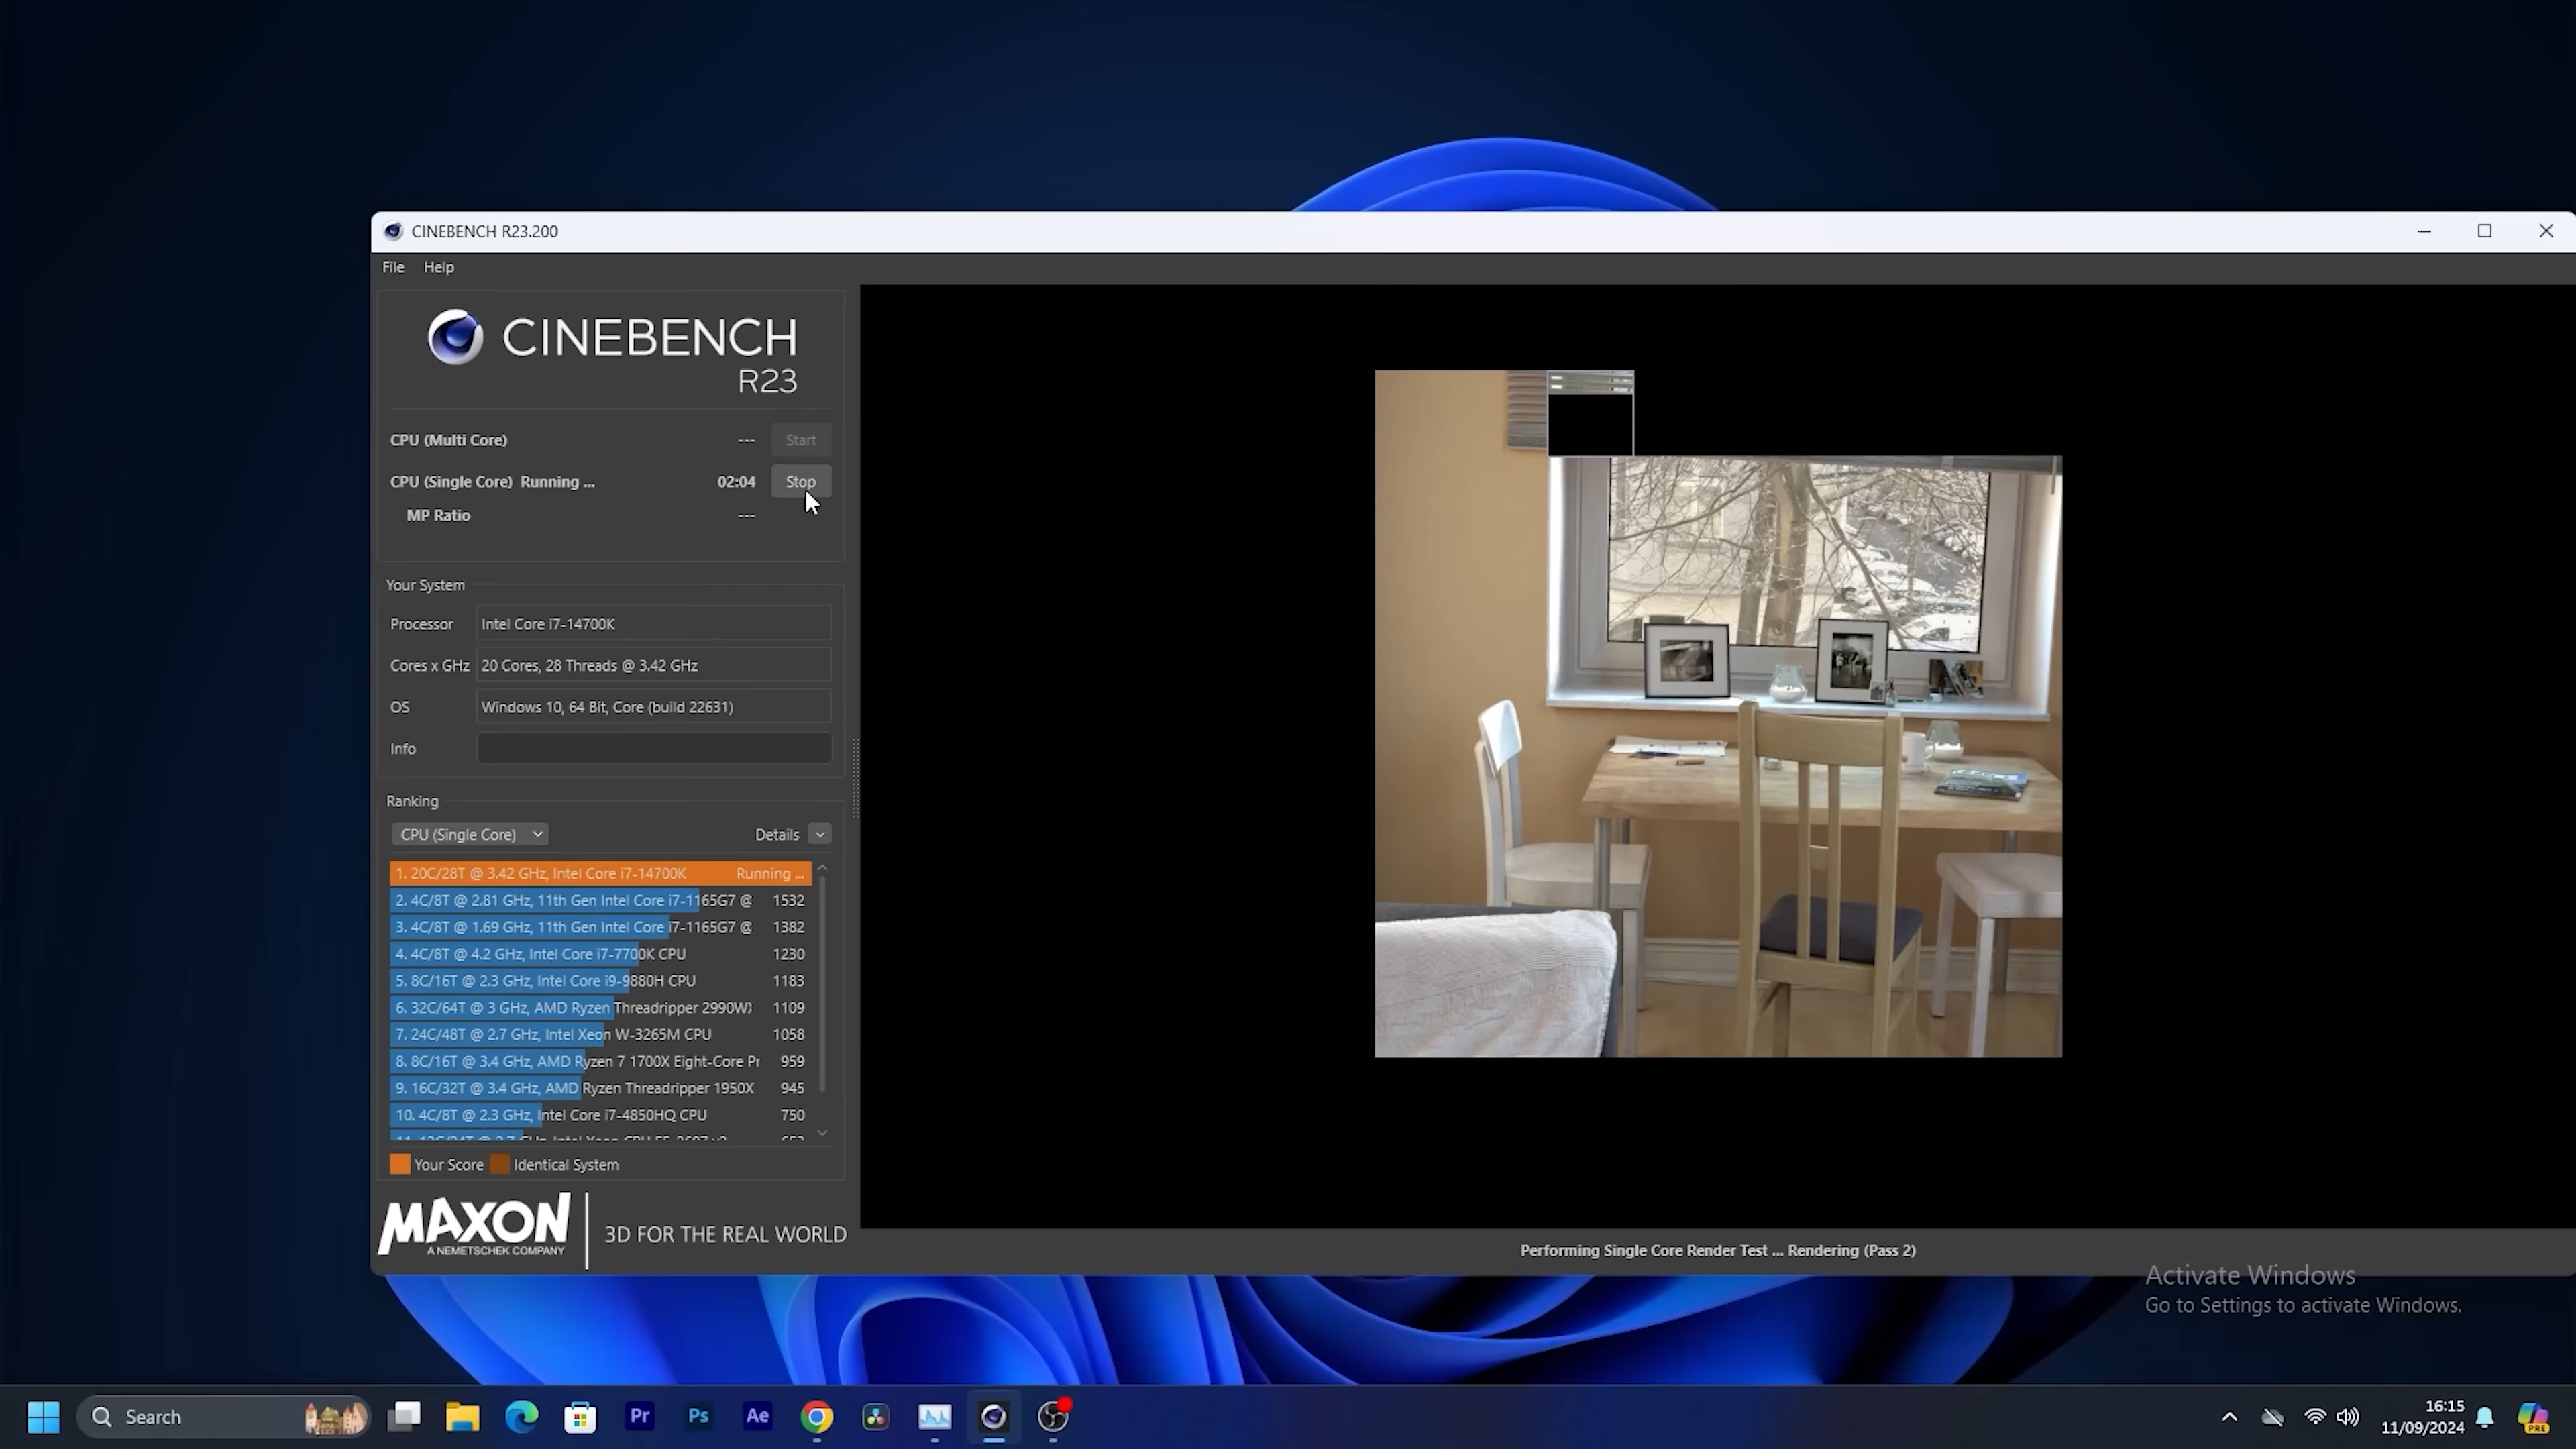 CINEBENCH R23.200
File Help
CINEBENCH
R23
CPU (Multi Core) --- Start
CPU (Single Core) Running ... 02:04 Stop
MP Ratio ---
Your System
Processor Intel Core i7-14700K
Cores x GHz 20 Cores, 28 Threads @ 3.42 GHz
OS Windows 10, 64 Bit, Core (build 22631)
Info
Ranking
CPU (Single Core) Details
1. 20C/28T @ 3.42 GHz, Intel Core i7-14700K Running ...
2. 4C/8T @ 2.81 GHz, 11th Gen Intel Core i7-1165G7 @ 1532
3. 4C/8T @ 1.69 GHz, 11th Gen Intel Core i7-1165G7 @ 1382
4. 4C/8T @ 4.2 GHz, Intel Core i7-7700K CPU 1230
5. 8C/16T @ 2.3 GHz, Intel Core i9-9880H CPU 1183
6. 32C/64T @ 3 GHz, AMD Ryzen Threadripper 2990W 1109
7. 24C/48T @ 2.7 GHz, Intel Xeon W-3265M CPU 1058
8. 8C/16T @ 3.4 GHz, AMD Ryzen 7 1700X Eight-Core Pr 959
9. 16C/32T @ 3.4 GHz, AMD Ryzen Threadripper 1950X 945
10. 4C/8T @ 2.3 GHz, Intel Core i7-4850HQ CPU 750
Your Score Identical System
MAXON
A NEMETSCHEK COMPANY
3D FOR THE REAL WORLD
Performing Single Core Render Test ... Rendering (Pass 2)
Activate Windows
Go to Settings to activate Windows.
Search
Pr
Ps
Ae
16:15
11/09/2024
PRE